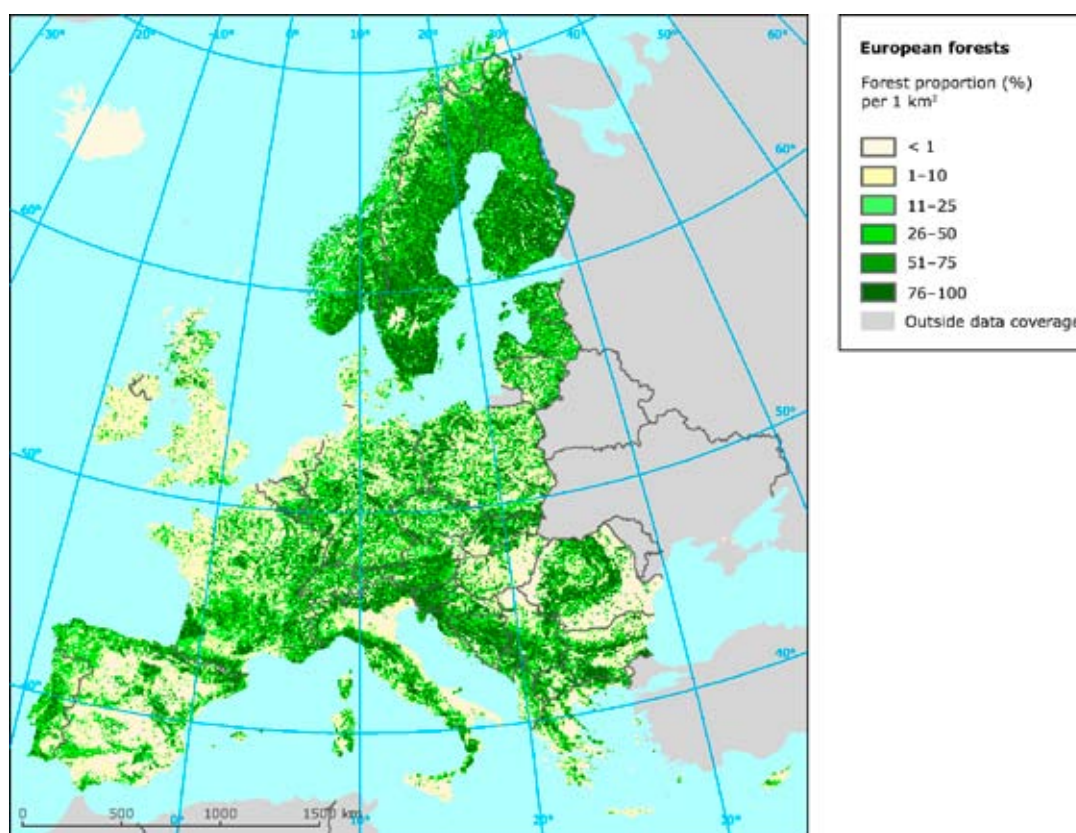 -30° -20° -10° 0° 10° 20° 30° 40° 50° 60°
60°
60°
50°
50°
40°
40°
0 500 1000 1500 km
0° 20° 30°
European forests
Forest proportion (%)
per 1 km²
< 1
1–10
11–25
26–50
51–75
76–100
Outside data coverage